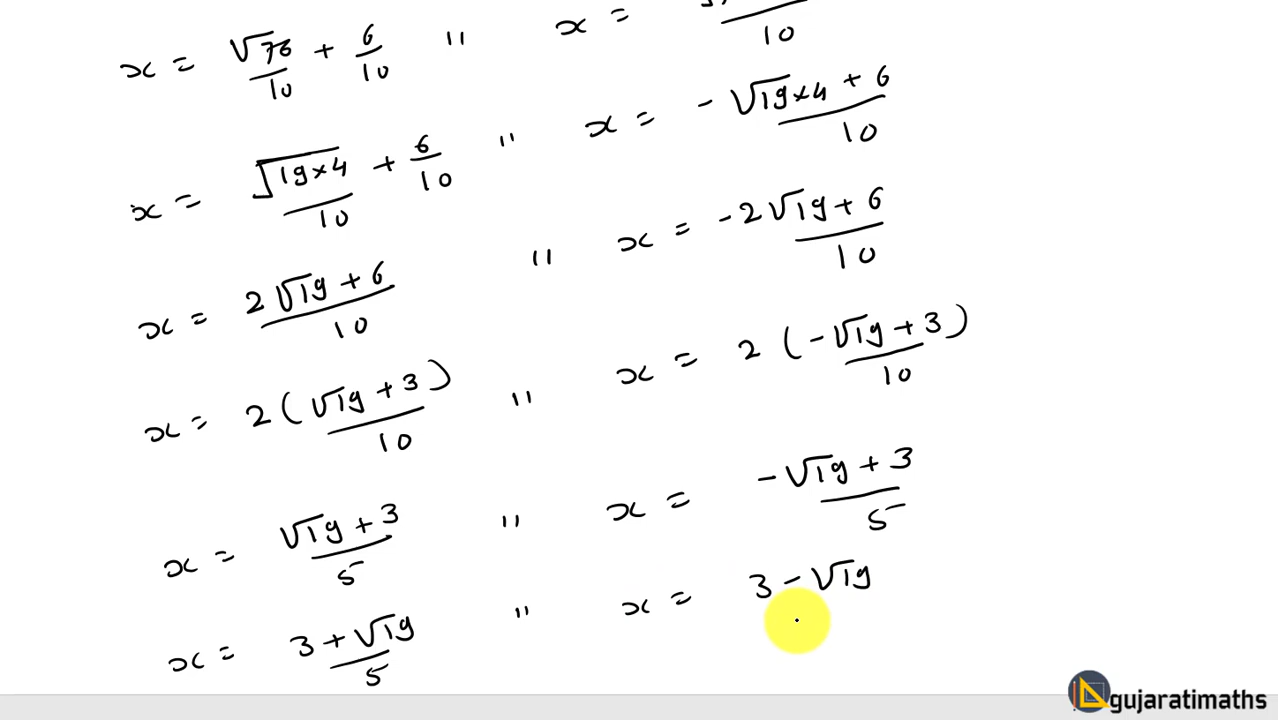 x = √76/10 + 6/10 " x = /10
x = √19×4/10 + 6/10 " x = -√19×4 + 6/10
x = 2√19 + 6/10 " x = -2√19 + 6/10
x = 2(√19 + 3)/10 " x = 2(-√19 + 3)/10
x = √19 + 3/5 " x = -√19 + 3/5
x = 3 + √19/5 " x = 3 - √19
gujaratimaths